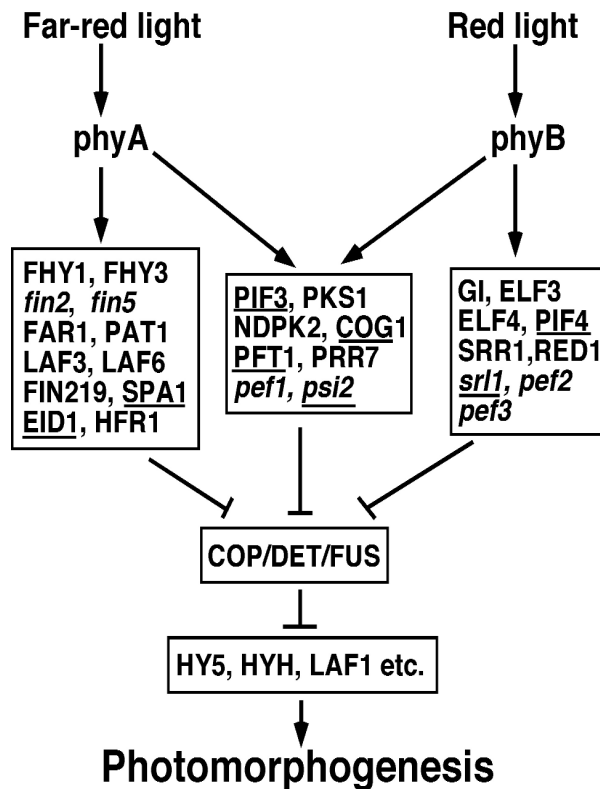 Far-red light
Red light
phyA
phyB
FHY1, FHY3
fin2, fin5
FAR1, PAT1
LAF3, LAF6
FIN219, SPA1
EID1, HFR1
PIF3, PKS1
NDPK2, COG1
PFT1, PRR7
pef1, psi2
GI, ELF3
ELF4, PIF4
SRR1,RED1
srl1, pef2
pef3
COP/DET/FUS
HY5, HYH, LAF1 etc.
Photomorphogenesis